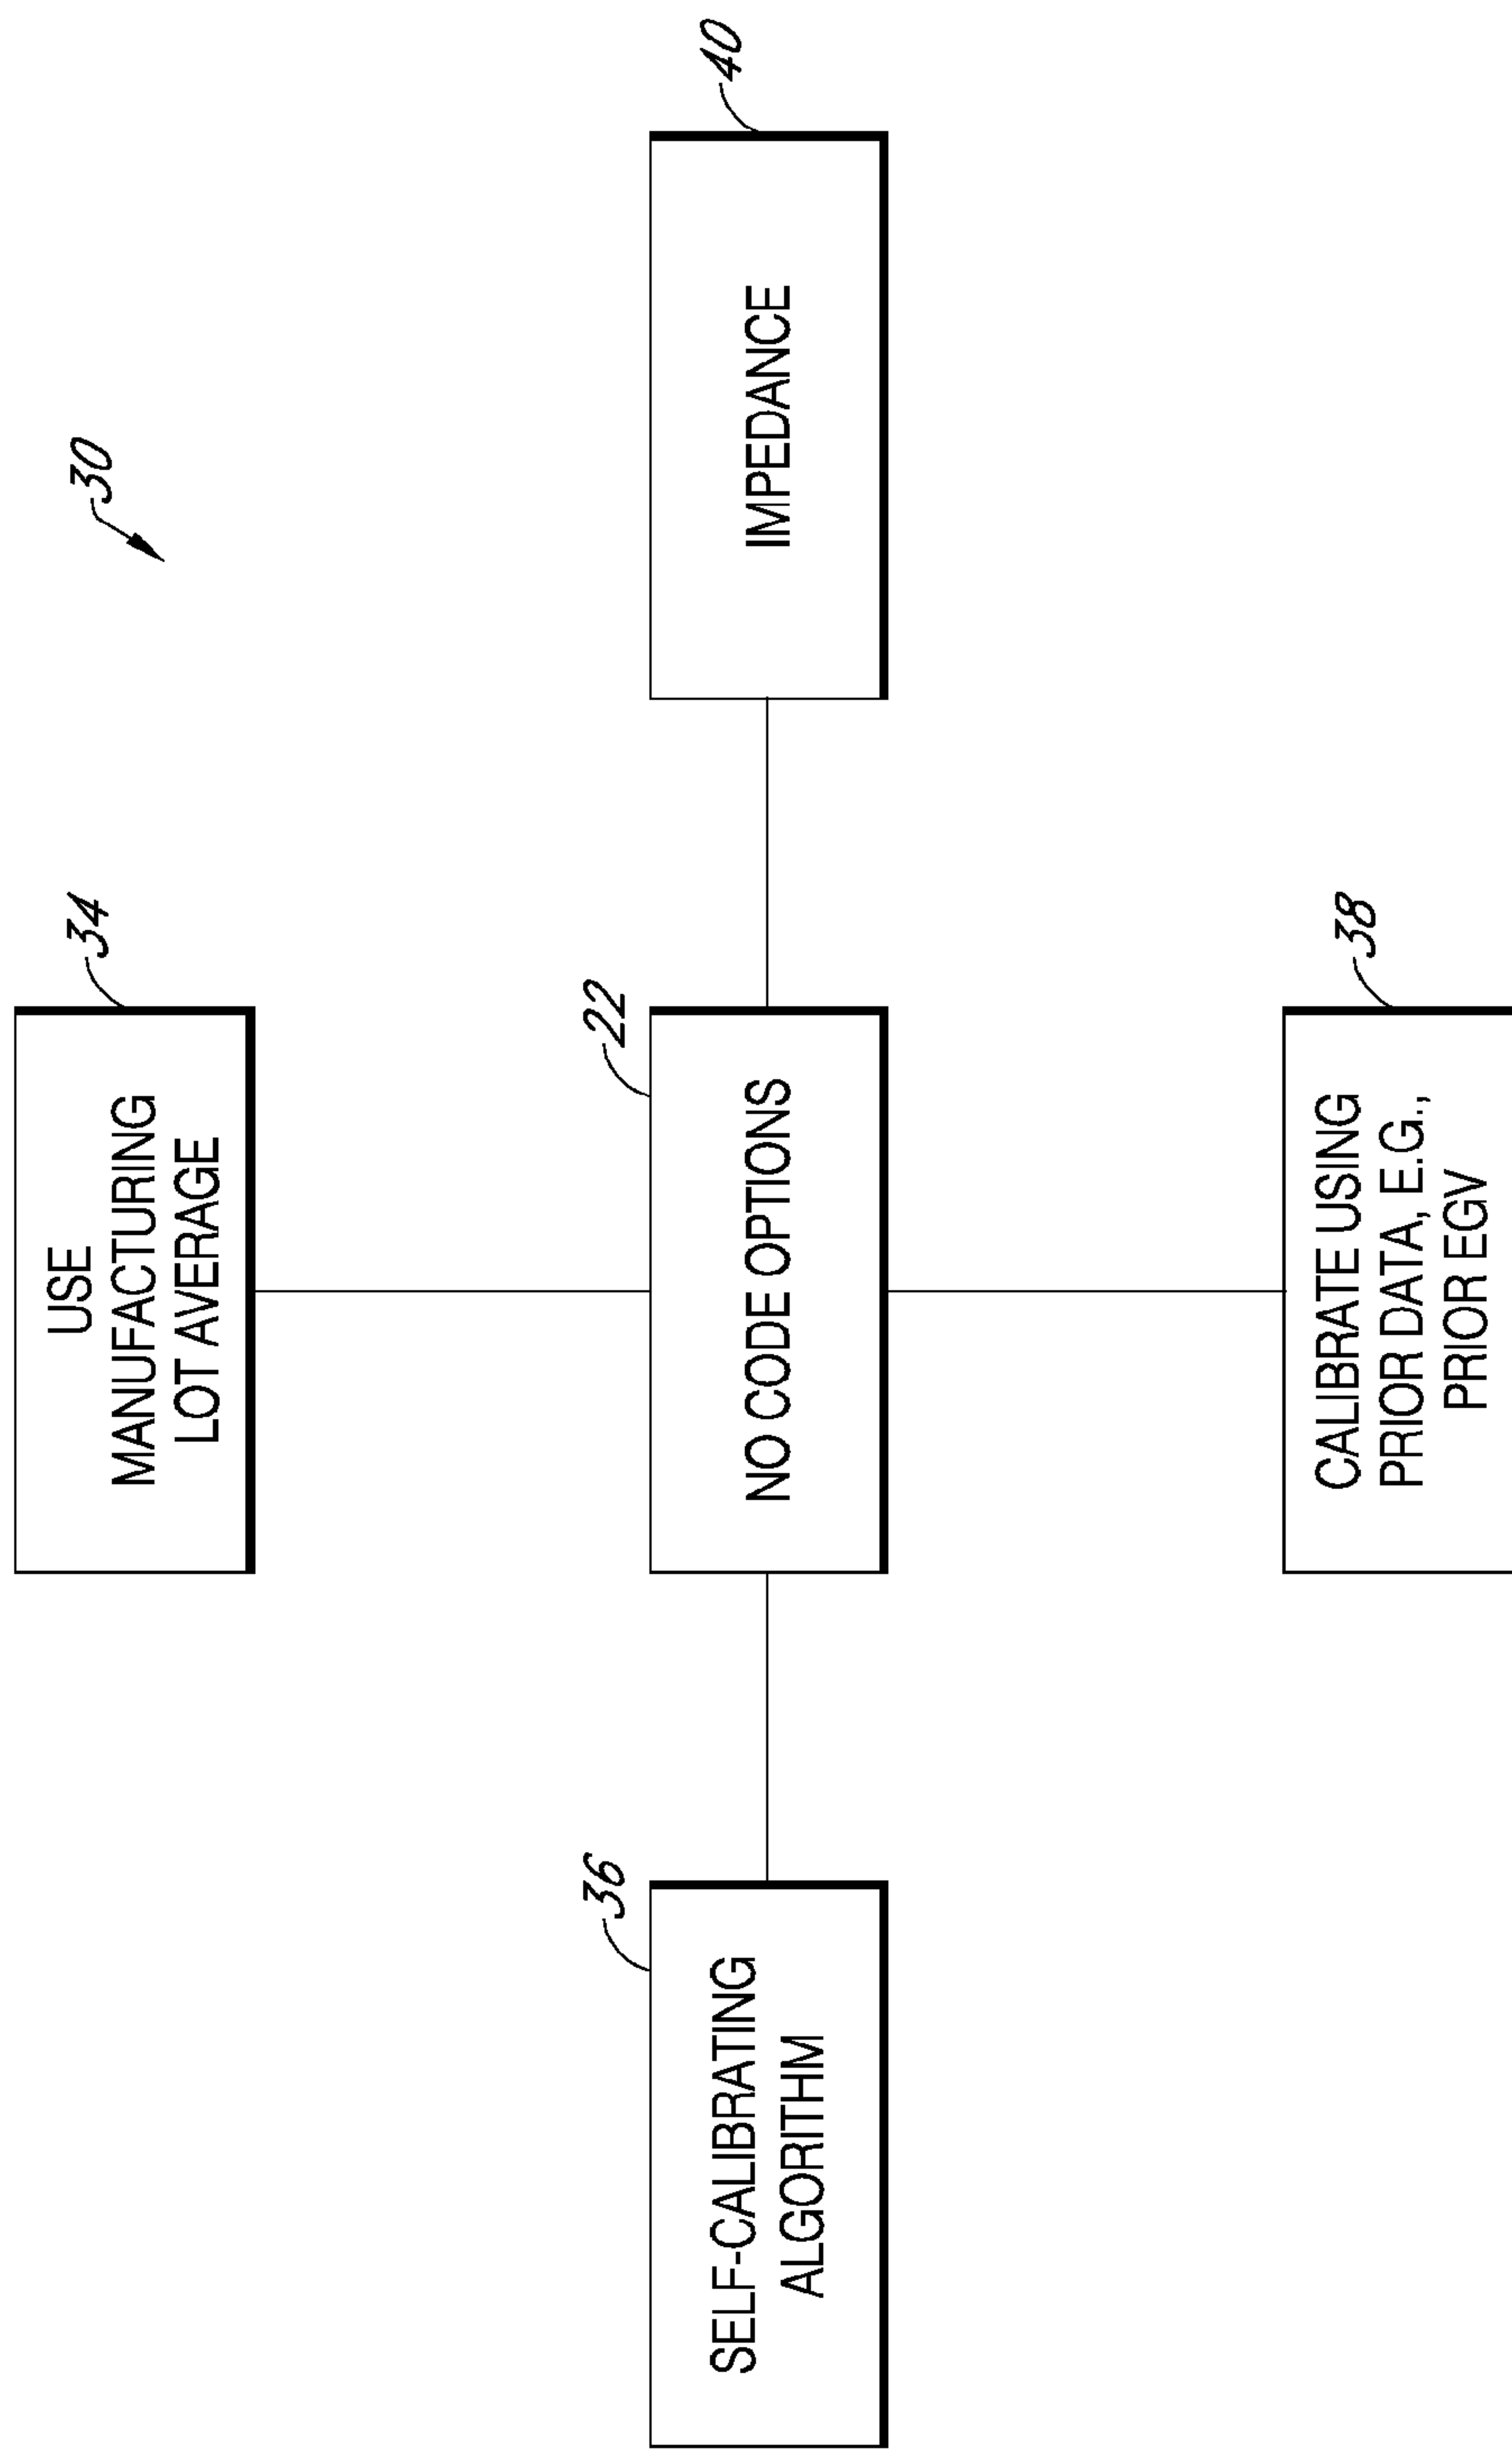 30
34
USE
MANUFACTURING
LOT AVERAGE
36
SELF-CALIBRATING
ALGORITHM
22
NO CODE OPTIONS
40
IMPEDANCE
38
CALIBRATE USING
PRIOR DATA, E.G.,
PRIOR EGV